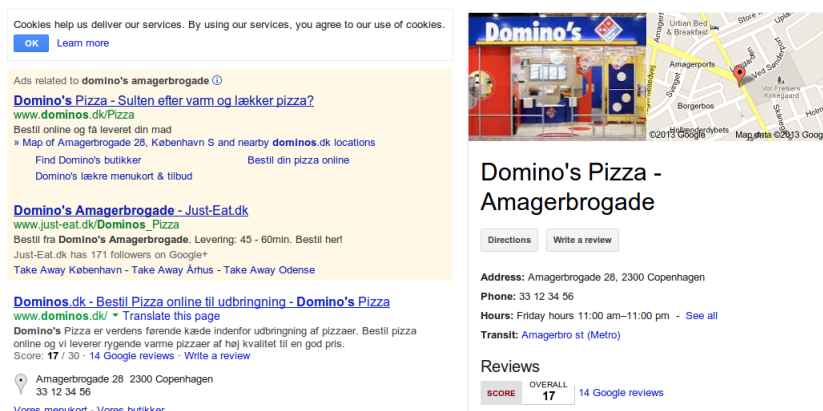 Cookies help us deliver our services. By using our services, you agree to our use of cookies.
OK Learn more
Ads related to domino's amagerbrogade
Domino's Pizza - Sulten efter varm og lækker pizza?
www.dominos.dk/Pizza
Bestil online og få leveret din mad
» Map of Amagerbrogade 28, København S and nearby dominos.dk locations
Find Domino's butikker Bestil din pizza online
Domino's lækre menukort & tilbud
Domino's Amagerbrogade - Just-Eat.dk
www.just-eat.dk/Dominos_Pizza
Bestil fra Domino's Amagerbrogade. Levering: 45 - 60min. Bestil her!
Just-Eat.dk has 171 followers on Google+
Take Away København - Take Away Århus - Take Away Odense
Dominos.dk - Bestil Pizza online til udbringning - Domino's Pizza
www.dominos.dk/ Translate this page
Domino's Pizza er verdens førende kæde indenfor udbringning af pizzaer. Bestil pizza
online og vi leverer rygende varme pizzaer af høj kvalitet til en god pris.
Score: 17 / 30 - 14 Google reviews - Write a review
Amagerbrogade 28 2300 Copenhagen
33 12 34 56
Vores menukort - Vores butikker
Domino's
Urban Bed
& Breakfast
Store
Amagerports
Svinget
Ved
Vor Frelsers
Kirkegaard
Borgerbos
Holm
©2013 Google Map data ©2013 Goog
Domino's Pizza -
Amagerbrogade
Directions Write a review
Address: Amagerbrogade 28, 2300 Copenhagen
Phone: 33 12 34 56
Hours: Friday hours 11:00 am–11:00 pm - See all
Transit: Amagerbro st (Metro)
Reviews
SCORE OVERALL 17 14 Google reviews